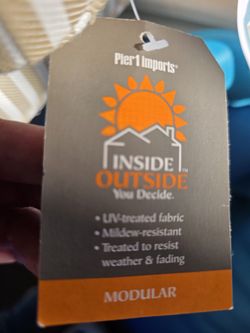 Pier 1 imports®
INSIDE
OUTSIDE™
You Decide.
• UV-treated fabric
• Mildew-resistant
• Treated to resist
weather & fading
MODULAR